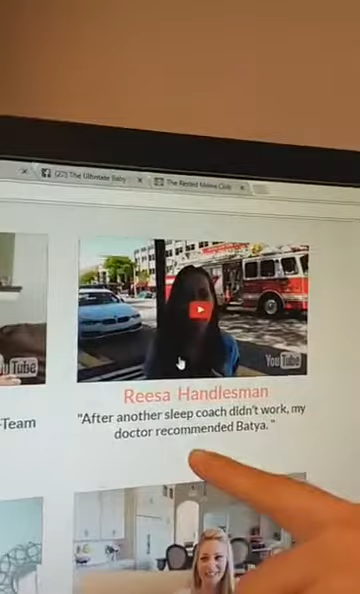 (22) The Ultimate Baby
The Rested Mama Club
YouTube
YouTube
-Team
Reesa Handlesman
"After another sleep coach didn't work, my
doctor recommended Batya. "